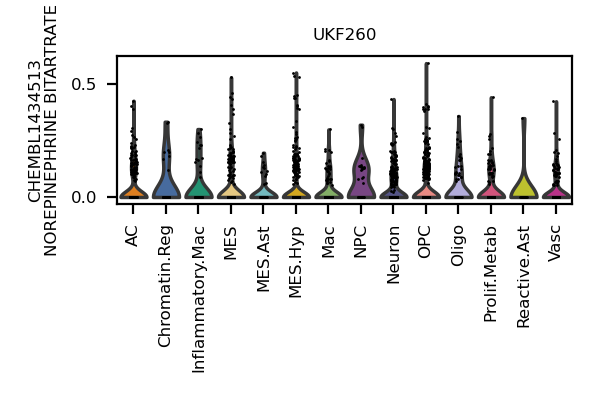 UKF260
CHEMBL1434513
NOREPINEPHRINE BITARTRATE
0.5
0.0
AC
Chromatin.Reg
Inflammatory.Mac
MES
MES.Ast
MES.Hyp
Mac
NPC
Neuron
OPC
Oligo
Prolif.Metab
Reactive.Ast
Vasc